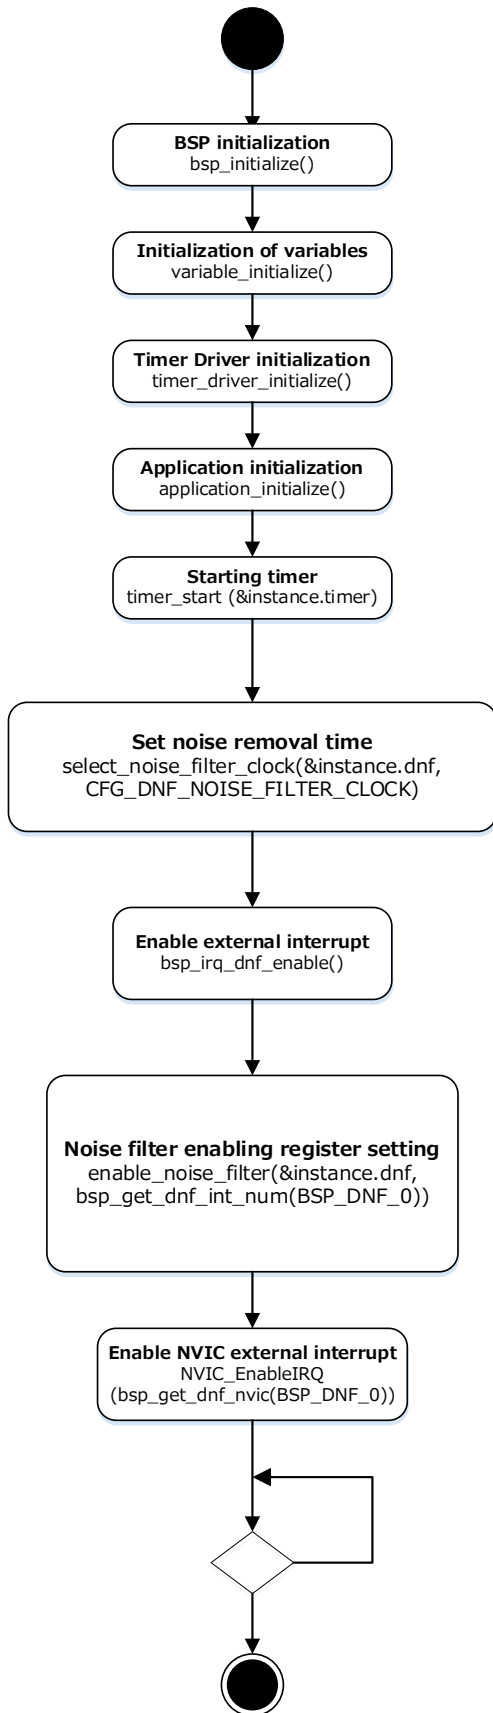 BSP initialization
bsp_initialize()
Initialization of variables
variable_initialize()
Timer Driver initialization
timer_driver_initialize()
Application initialization
application_initialize()
Starting timer
timer_start (&instance.timer)
Set noise removal time
select_noise_filter_clock(&instance.dnf,
CFG_DNF_NOISE_FILTER_CLOCK)
Enable external interrupt
bsp_irq_dnf_enable()
Noise filter enabling register setting
enable_noise_filter(&instance.dnf,
bsp_get_dnf_int_num(BSP_DNF_0))
Enable NVIC external interrupt
NVIC_EnableIRQ
(bsp_get_dnf_nvic(BSP_DNF_0))